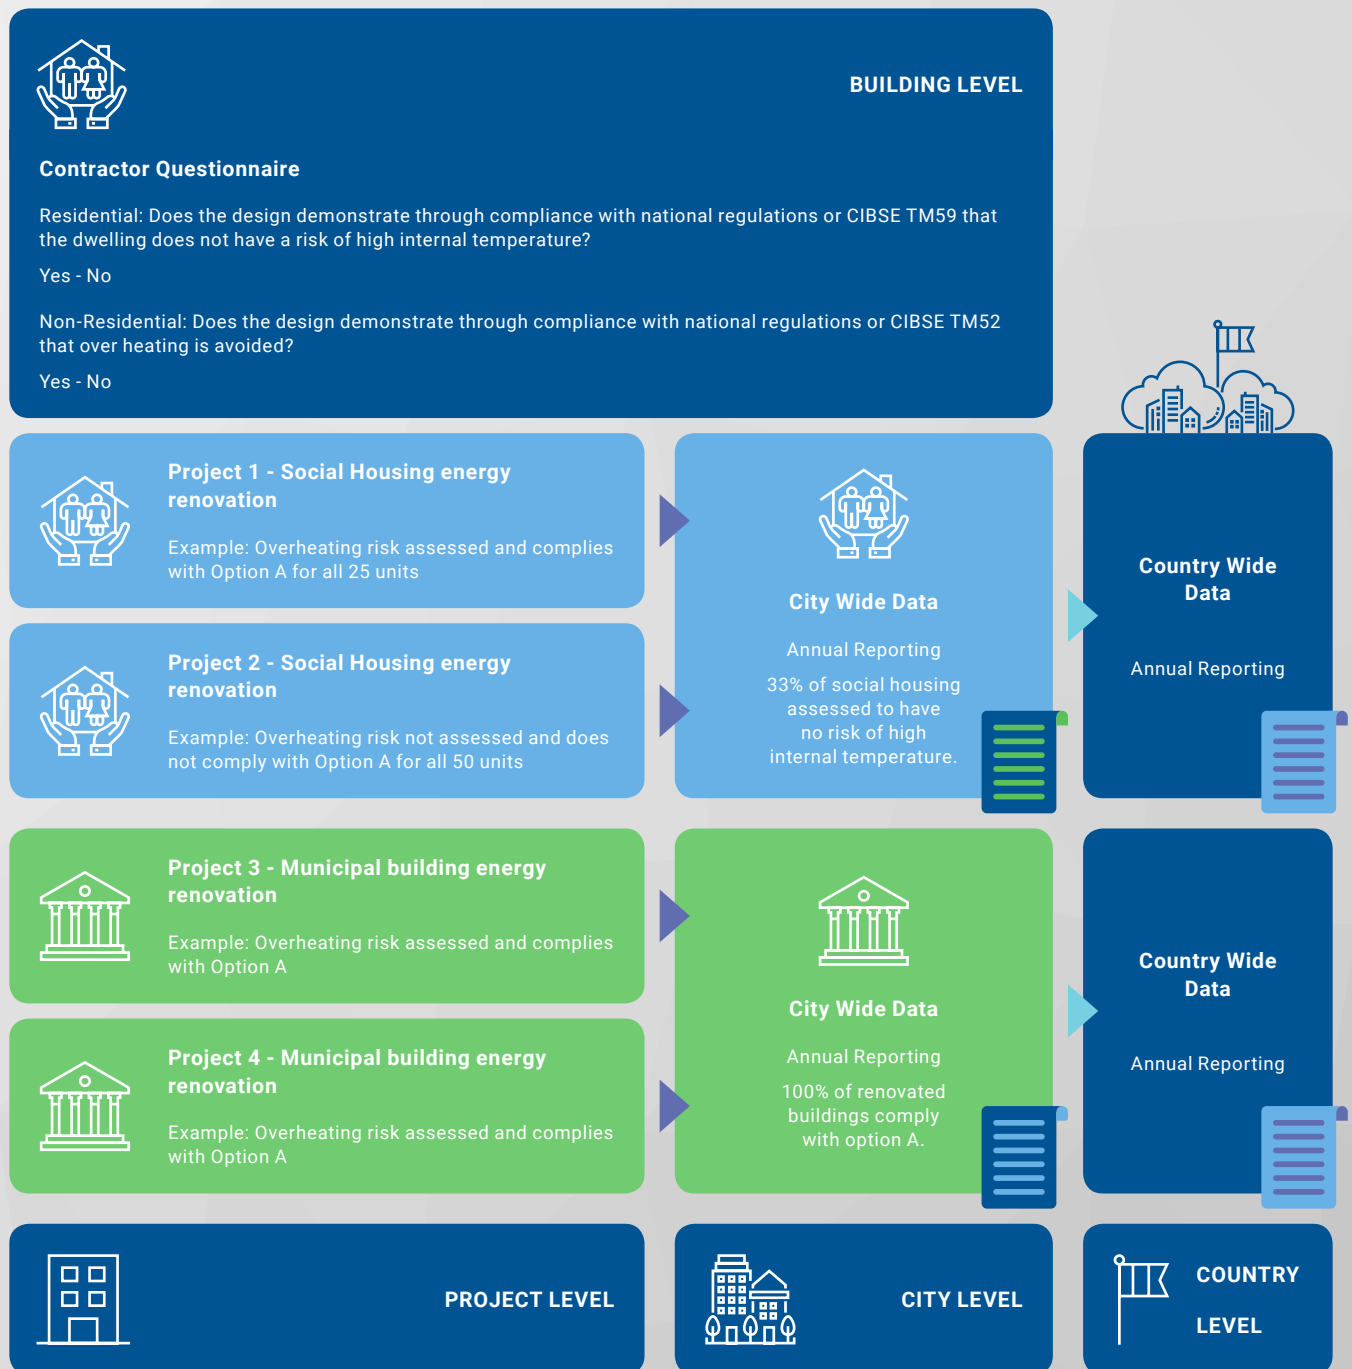 BUILDING LEVEL
Contractor Questionnaire
Residential: Does the design demonstrate through compliance with national regulations or CIBSE TM59 that
the dwelling does not have a risk of high internal temperature?
Yes - No
Non-Residential: Does the design demonstrate through compliance with national regulations or CIBSE TM52
that over heating is avoided?
Yes - No
Project 1 - Social Housing energy
renovation
Example: Overheating risk assessed and complies
with Option A for all 25 units
Project 2 - Social Housing energy
renovation
Example: Overheating risk not assessed and does
not comply with Option A for all 50 units
City Wide Data
Annual Reporting
33% of social housing
assessed to have
no risk of high
internal temperature.
Country Wide
Data
Annual Reporting
Project 3 - Municipal building energy
renovation
Example: Overheating risk assessed and complies
with Option A
Project 4 - Municipal building energy
renovation
Example: Overheating risk assessed and complies
with Option A
City Wide Data
Annual Reporting
100% of renovated
buildings comply
with option A.
Country Wide
Data
Annual Reporting
PROJECT LEVEL
CITY LEVEL
COUNTRY
LEVEL